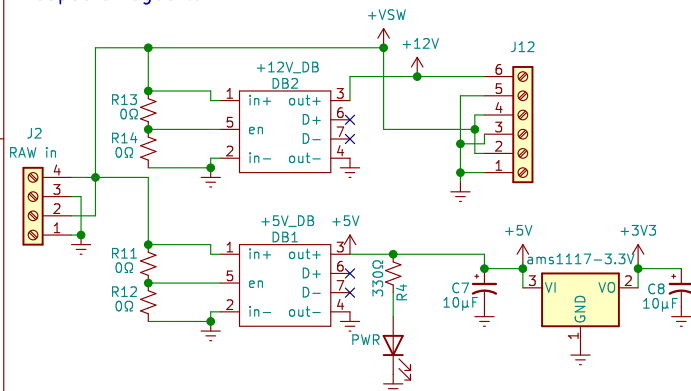 +VSW
+12V
J12
+12V_DB
DB2
1 in+ out+ 3
D+ 6
5 en
D- 7
2 in- out- 4
R13
0Ω
R14
0Ω
6
5
4
3
2
1
J2
RAW in
4
3
2
1
+5V_DB
+5V
DB1
1 in+ out+ 3
D+ 6
5 en
D- 7
2 in- out- 4
R11
0Ω
R12
0Ω
330Ω
R4
PWR
+5V
+3V3
ams1117-3.3V
3 VI VO 2
GND
1
C7
10µF
C8
10µF